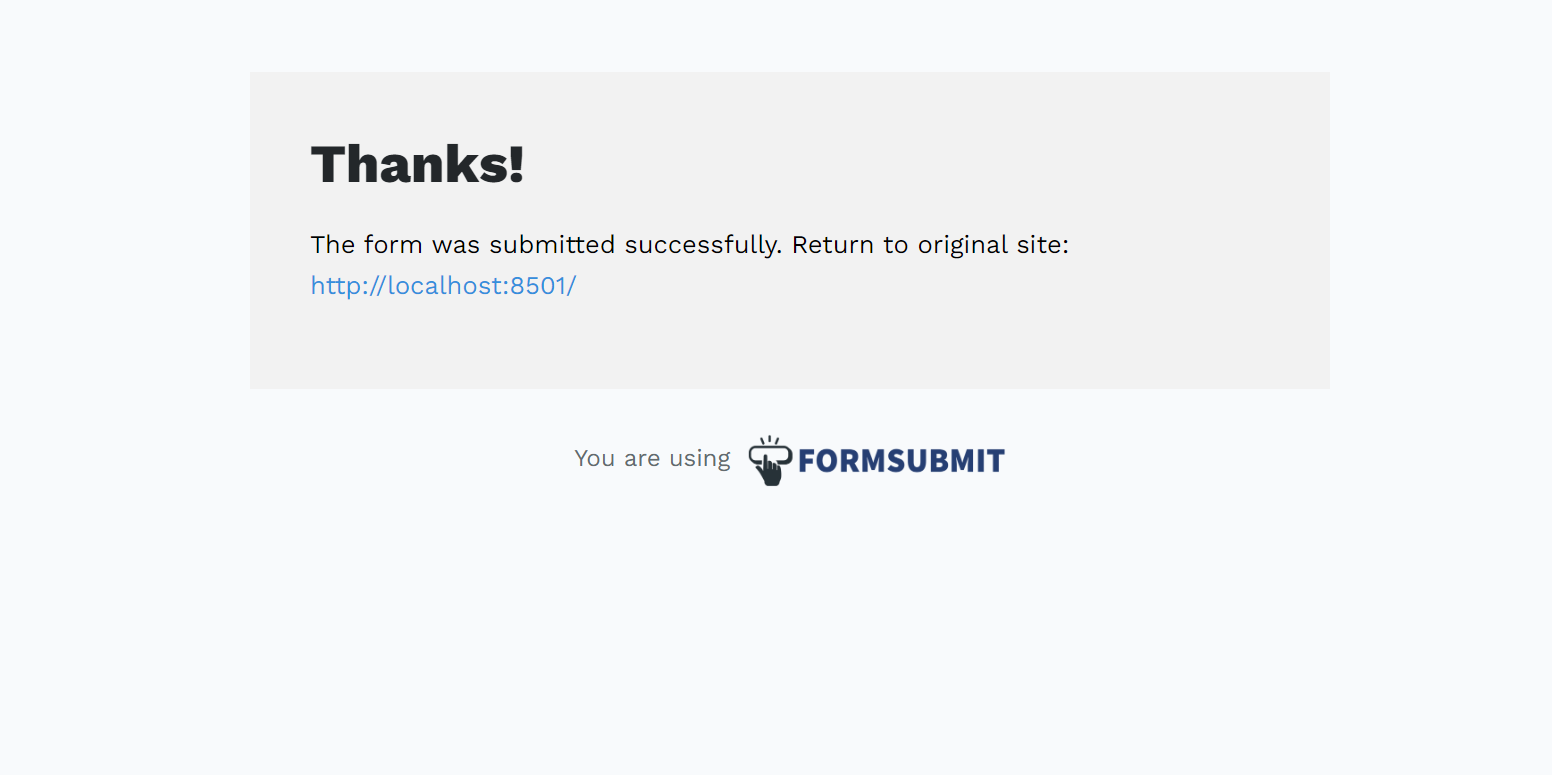 Thanks!
The form was submitted successfully. Return to original site:
http://localhost:8501/
You are using FORMSUBMIT